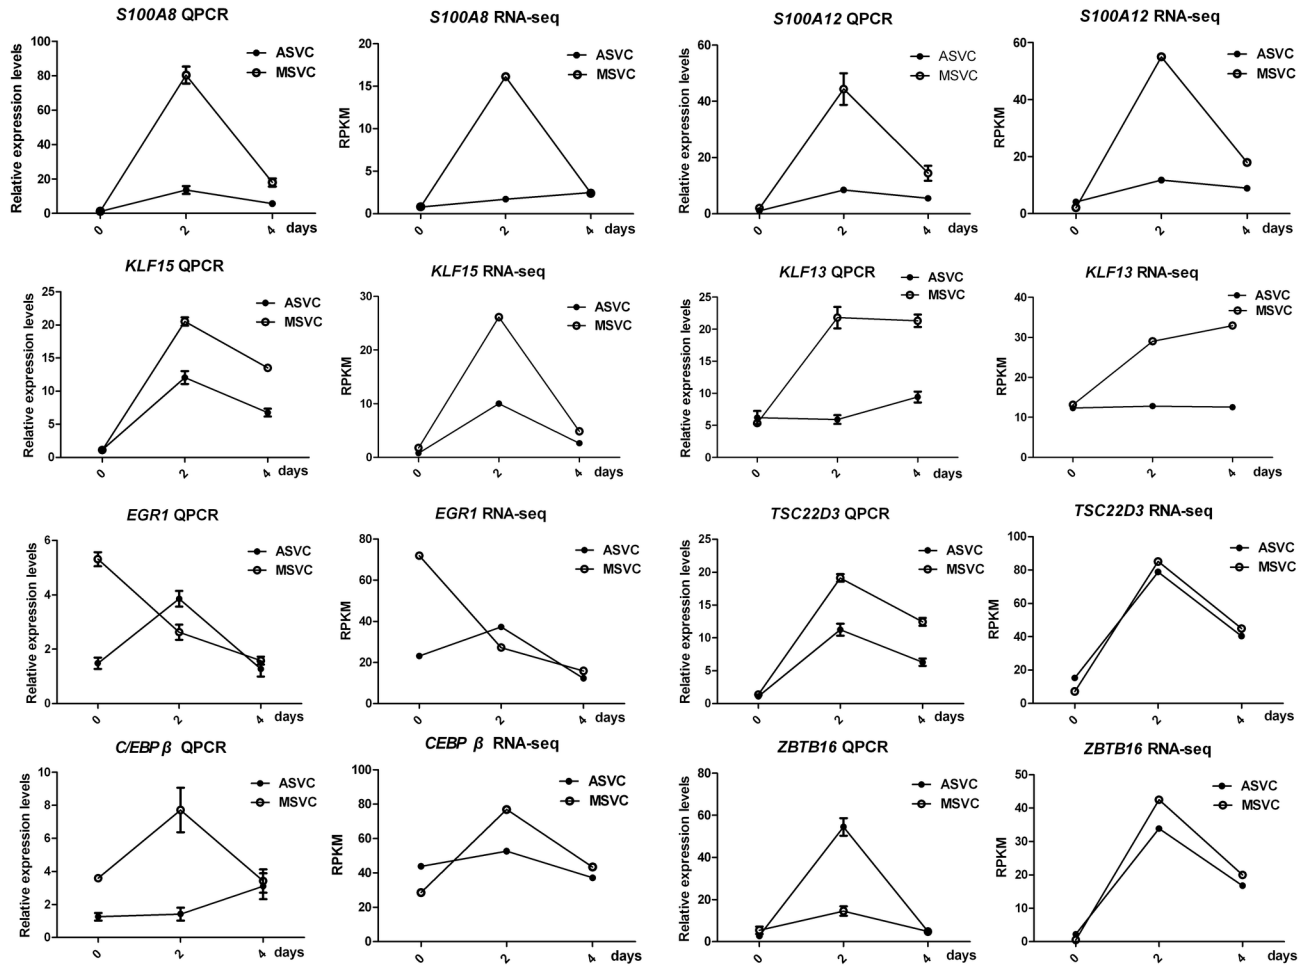 S100A8 QPCR
Relative expression levels
100
80
60
40
20
0
ASVC
MSVC
0
2
4
days
S100A8 RNA-seq
RPKM
20
15
10
5
0
ASVC
MSVC
0
2
4
days
S100A12 QPCR
Relative expression levels
60
40
20
0
ASVC
MSVC
0
2
4
days
S100A12 RNA-seq
RPKM
60
40
20
0
ASVC
MSVC
0
2
4
days
KLF15 QPCR
Relative expression levels
25
20
15
10
5
0
ASVC
MSVC
0
2
4
days
KLF15 RNA-seq
RPKM
30
20
10
0
ASVC
MSVC
0
2
4
days
KLF13 QPCR
Relative expression levels
25
20
15
10
5
0
ASVC
MSVC
0
2
4
days
KLF13 RNA-seq
RPKM
40
30
20
10
0
ASVC
MSVC
0
2
4
days
EGR1 QPCR
Relative expression levels
6
4
2
0
ASVC
MSVC
0
2
4
days
EGR1 RNA-seq
RPKM
80
60
40
20
0
ASVC
MSVC
0
2
4
days
TSC22D3 QPCR
Relative expression levels
25
20
15
10
5
0
ASVC
MSVC
0
2
4
days
TSC22D3 RNA-seq
RPKM
100
80
60
40
20
0
ASVC
MSVC
0
2
4
days
C/EBP β QPCR
Relative expression levels
10
8
6
4
2
0
ASVC
MSVC
0
2
4
days
CEBP β RNA-seq
RPKM
100
80
60
40
20
0
ASVC
MSVC
0
2
4
days
ZBTB16 QPCR
Relative expression levels
80
60
40
20
0
ASVC
MSVC
0
2
4
days
ZBTB16 RNA-seq
RPKM
50
40
30
20
10
0
ASVC
MSVC
0
2
4
days